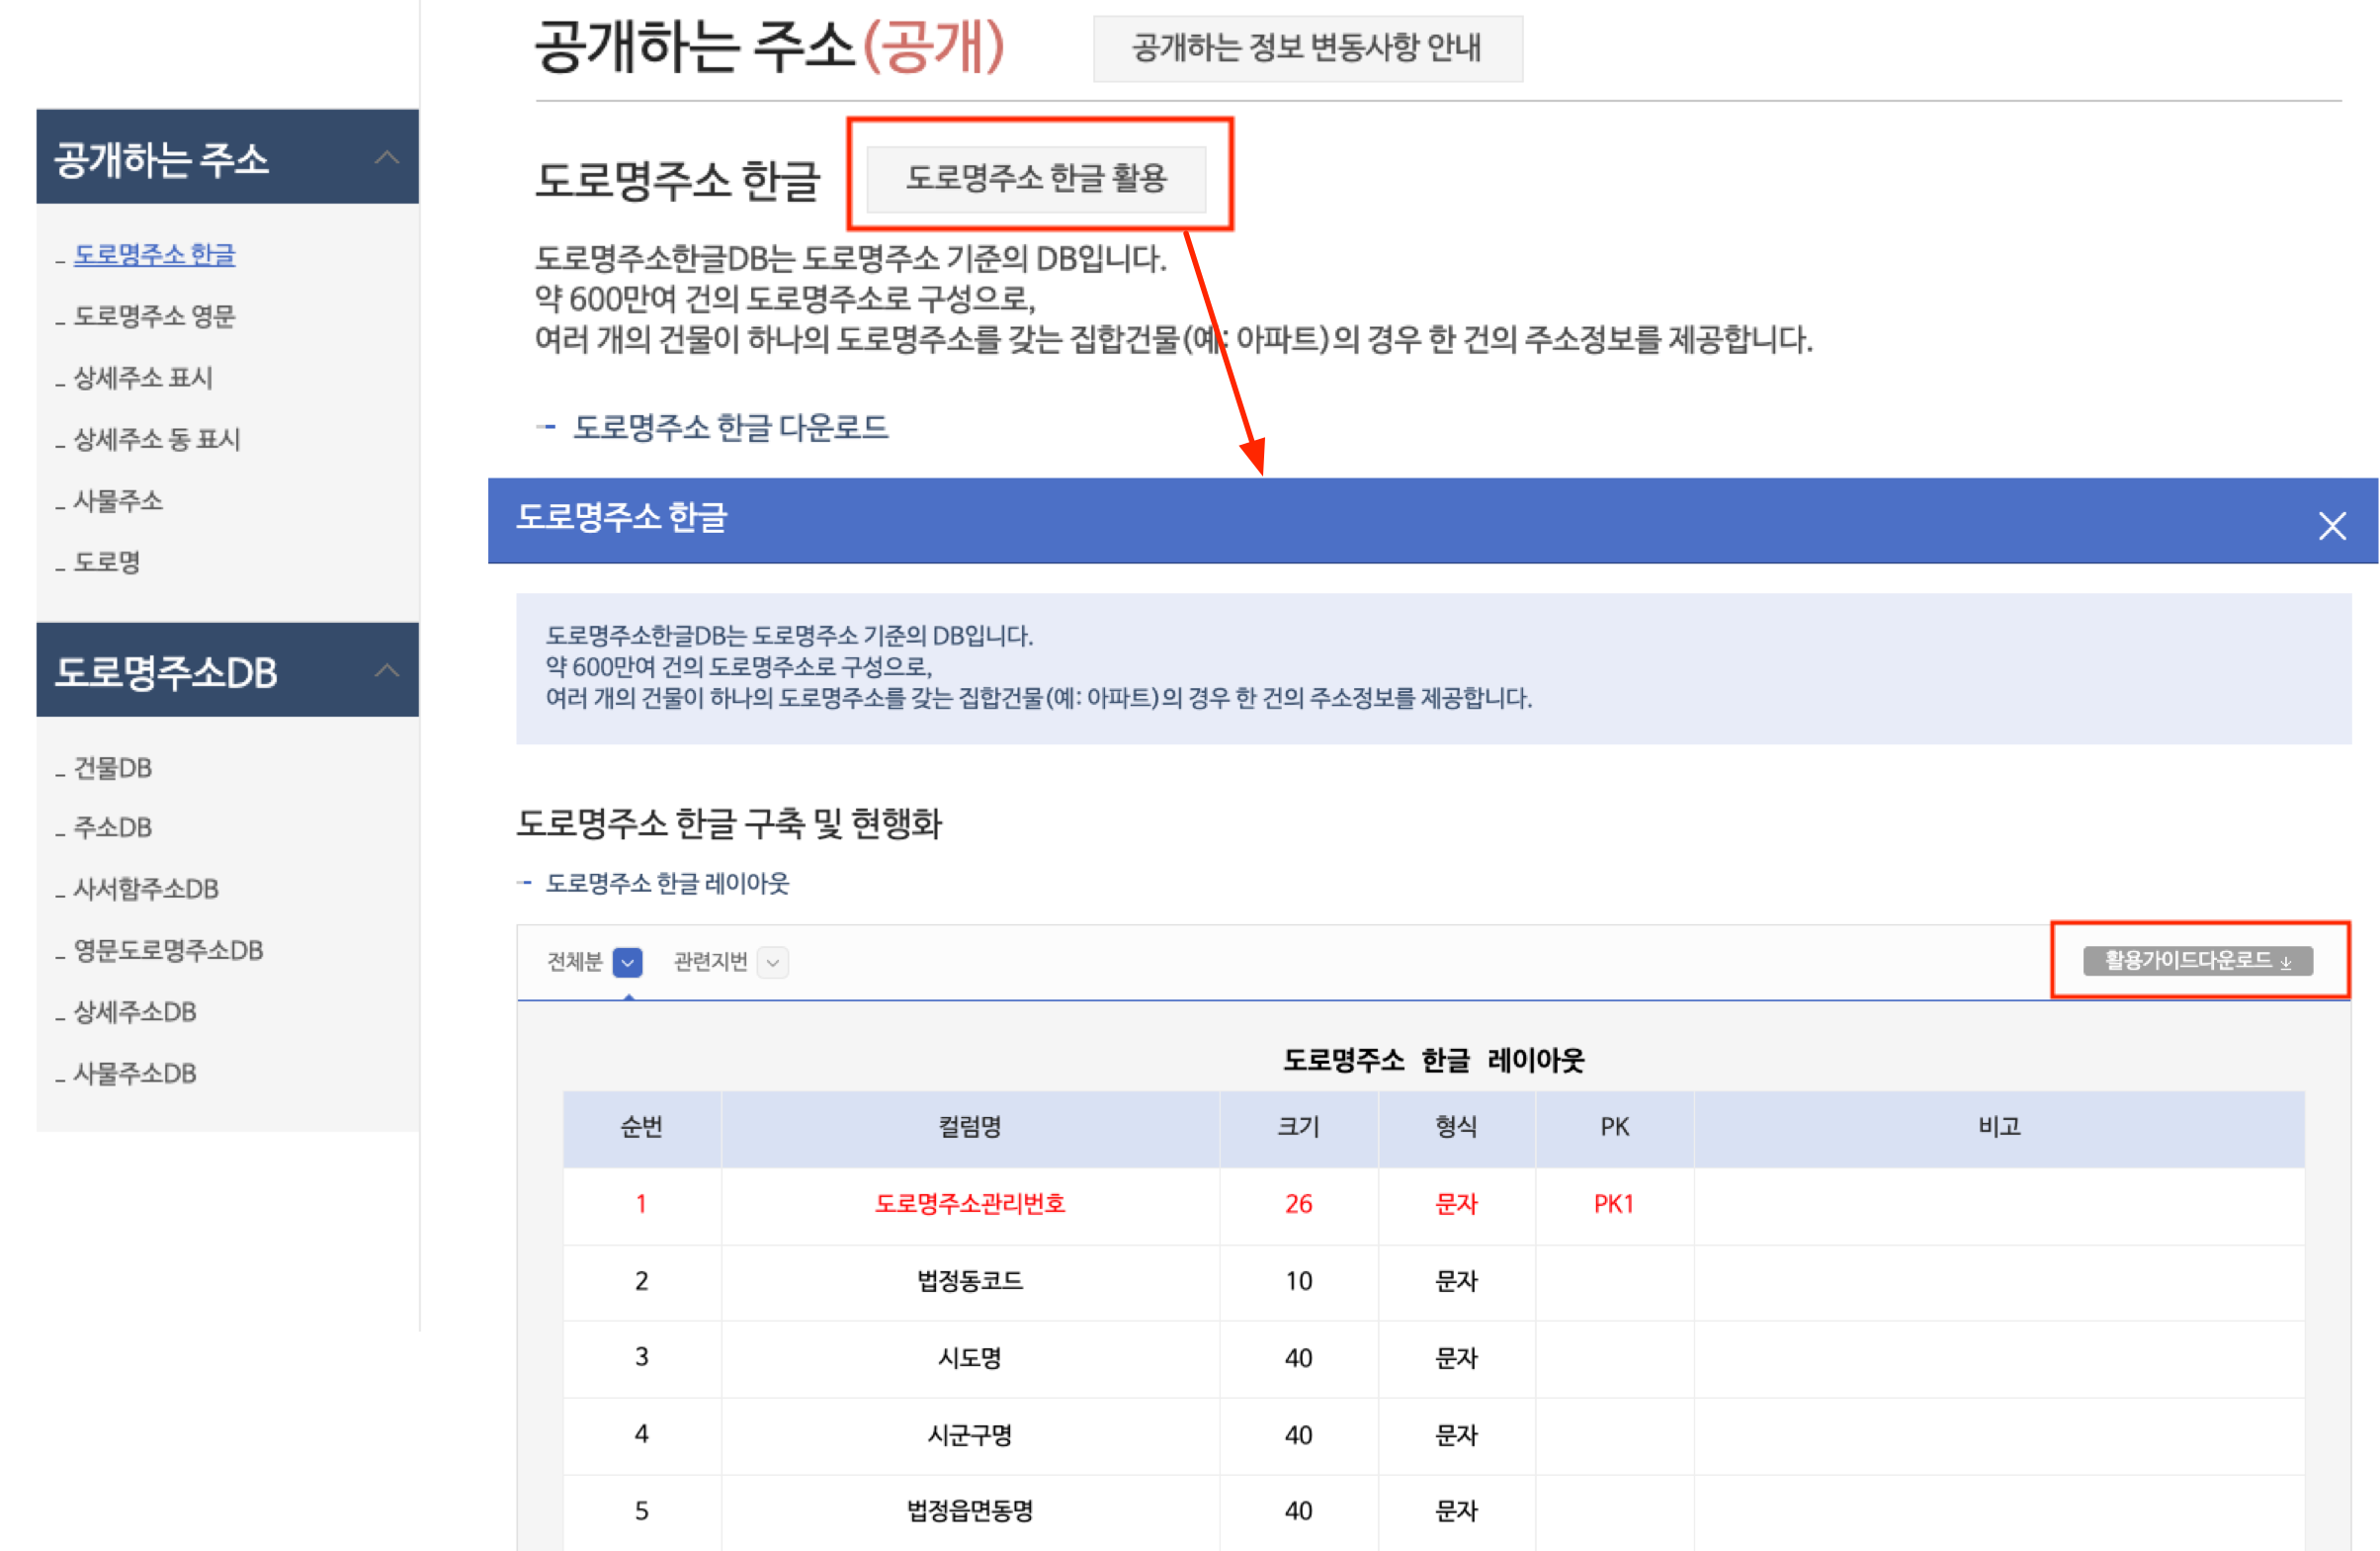 공개하는 주소
도로명주소 한글
도로명주소 영문
상세주소 표시
상세주소 동 표시
사물주소
도로명
도로명주소DB
건물DB
주소DB
사서함주소DB
영문도로명주소DB
상세주소DB
사물주소DB
공개하는 주소(공개) 공개하는 정보 변동사항 안내
도로명주소 한글 도로명주소 한글 활용
도로명주소한글DB는 도로명주소 기준의 DB입니다.
약 600만여 건의 도로명주소로 구성으로,
여러 개의 건물이 하나의 도로명주소를 갖는 집합건물(예: 아파트)의 경우 한 건의 주소정보를 제공합니다.
도로명주소 한글 다운로드
도로명주소 한글
도로명주소한글DB는 도로명주소 기준의 DB입니다.
약 600만여 건의 도로명주소로 구성으로,
여러 개의 건물이 하나의 도로명주소를 갖는 집합건물(예: 아파트)의 경우 한 건의 주소정보를 제공합니다.
도로명주소 한글 구축 및 현행화
도로명주소 한글 레이아웃
전체분 관련지번 활용가이드다운로드
도로명주소 한글 레이아웃
순번 컬럼명 크기 형식 PK 비고
1 도로명주소관리번호 26 문자 PK1
2 법정동코드 10 문자
3 시도명 40 문자
4 시군구명 40 문자
5 법정읍면동명 40 문자